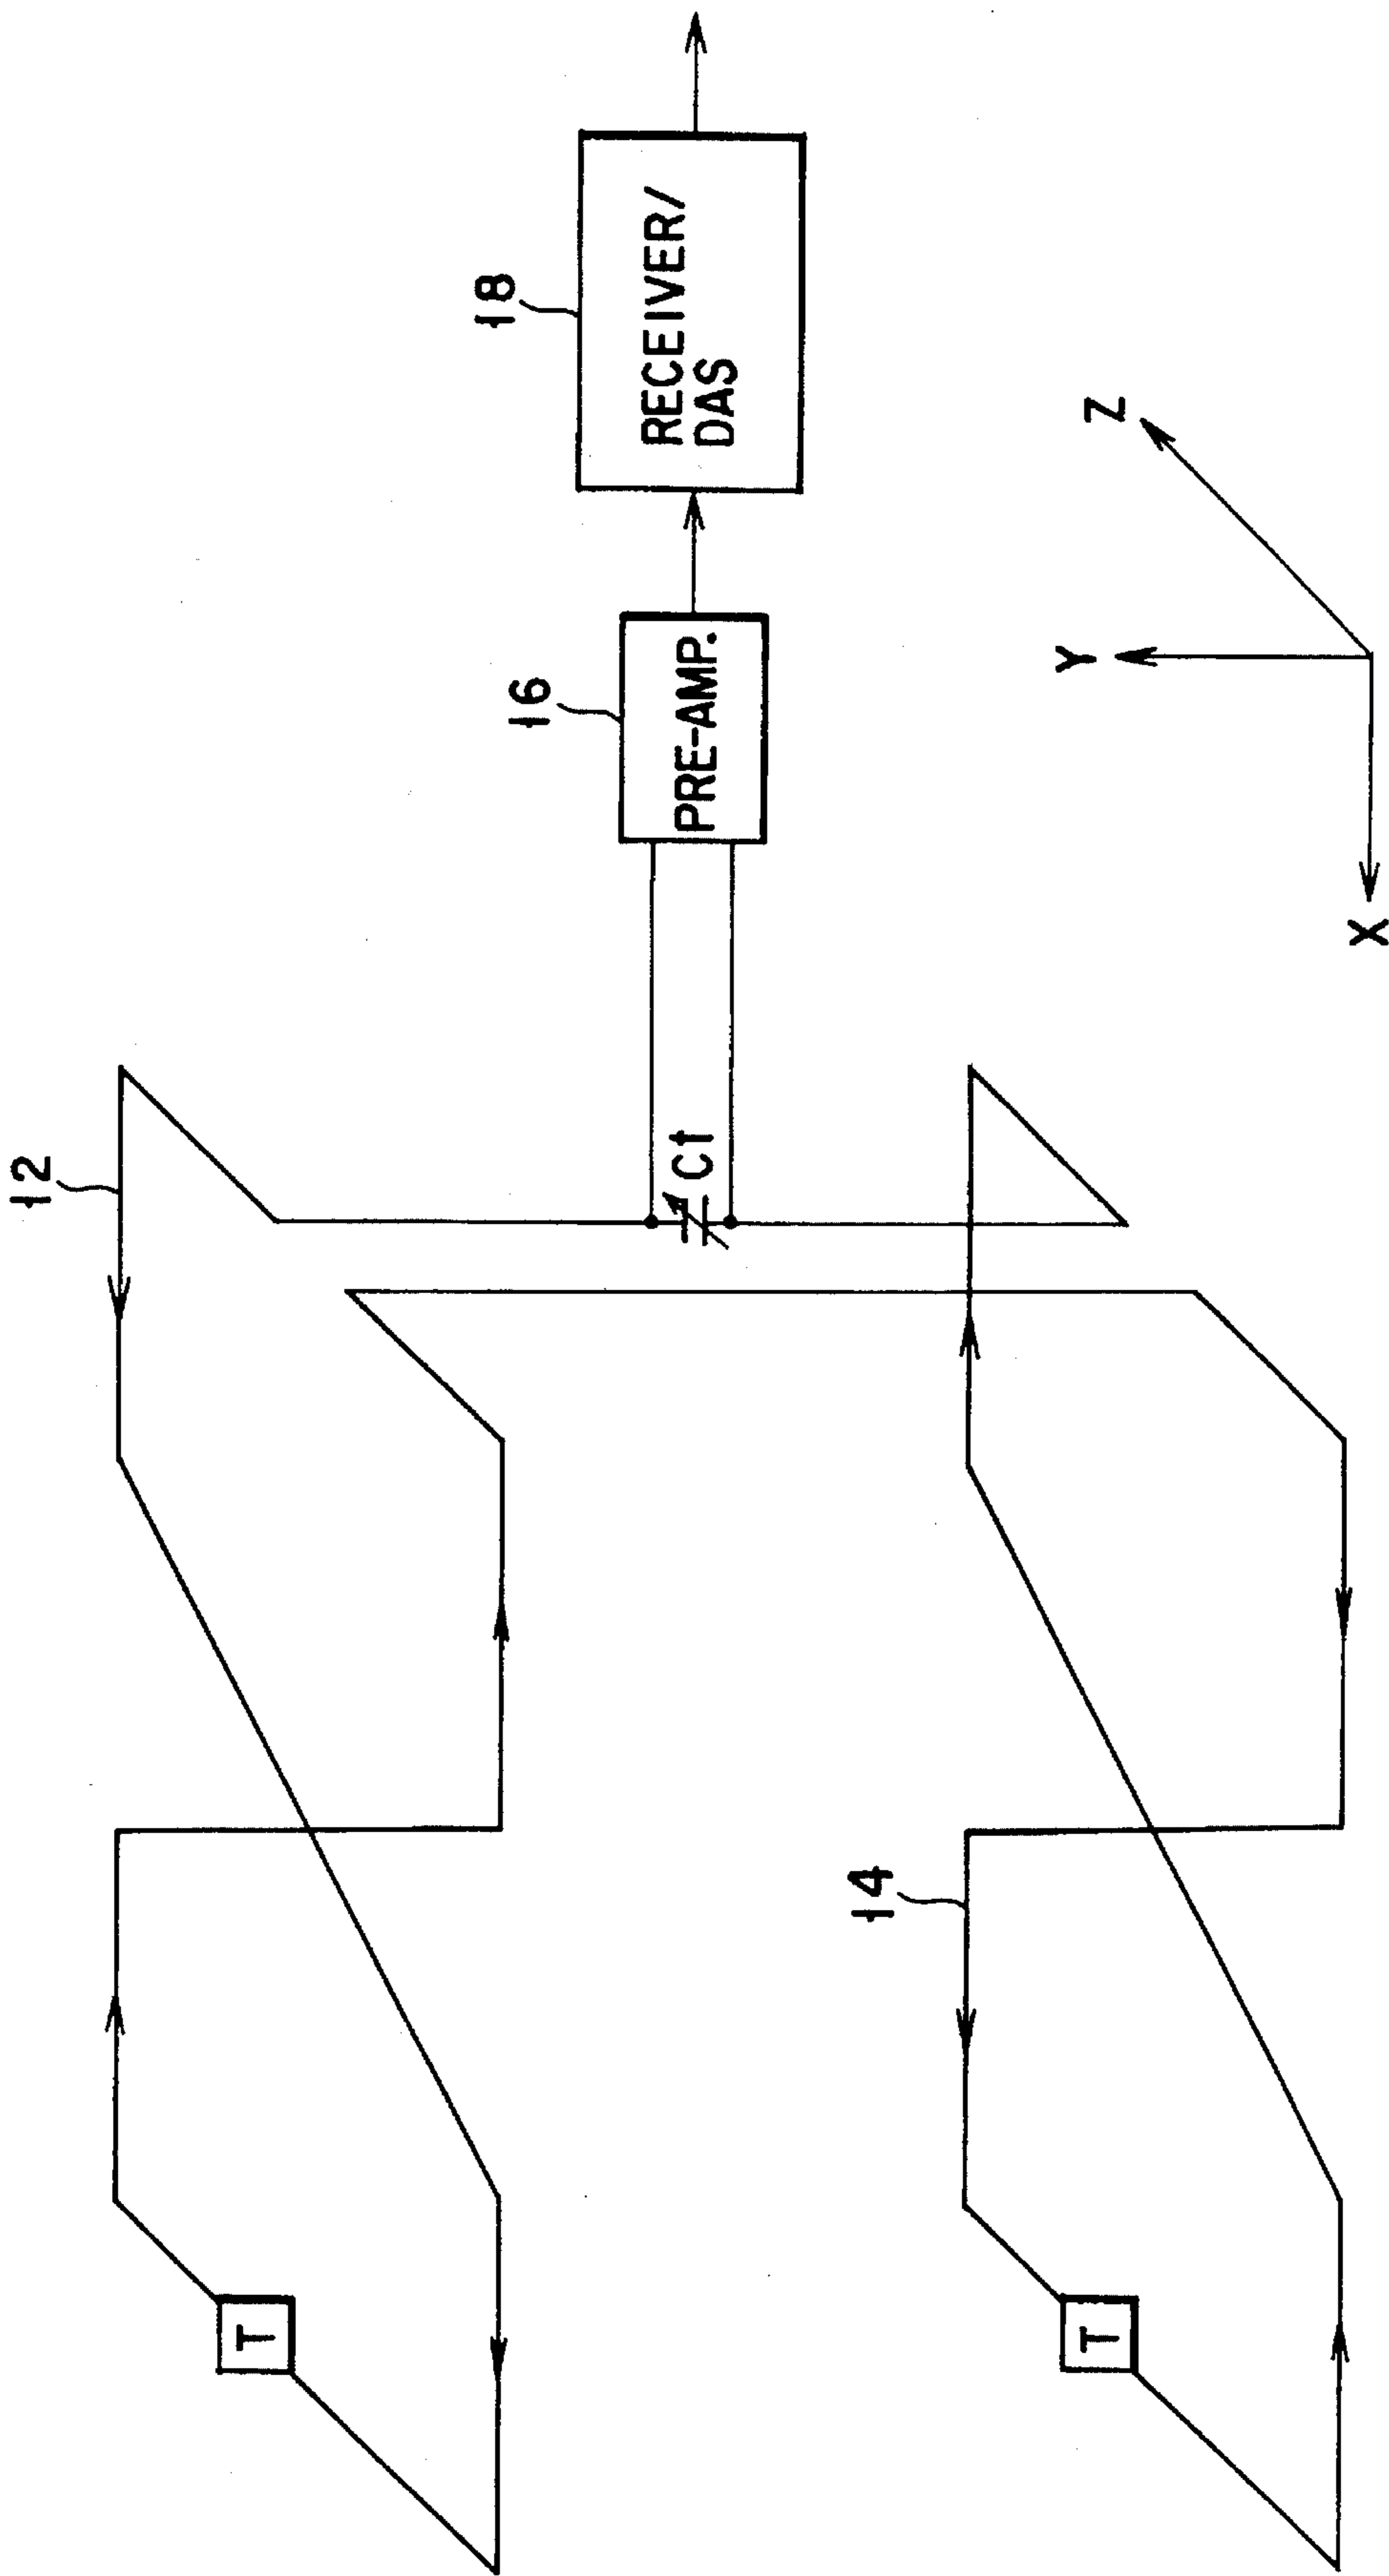 12
14
T
T
Ct
16
PRE-AMP.
18
RECEIVER/
DAS
X
Y
Z